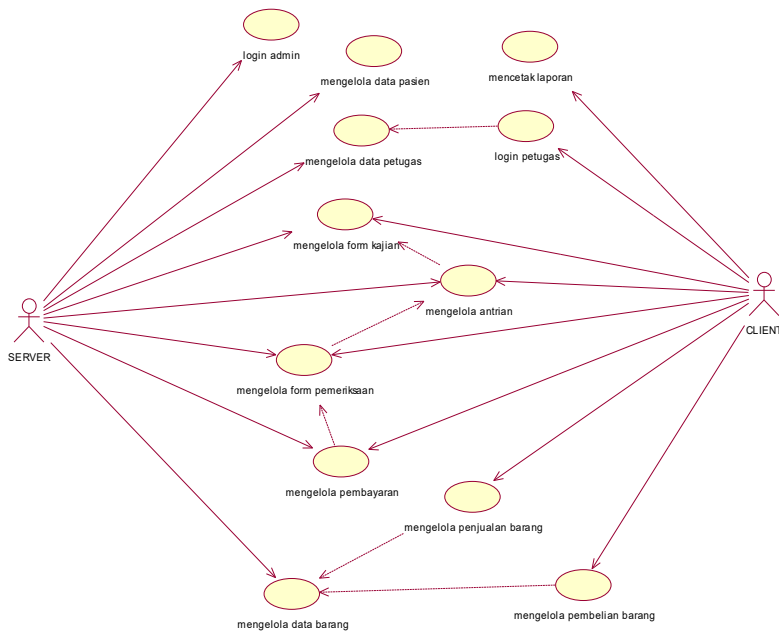 login admin
mengelola data pasien
mencetak laporan
mengelola data petugas
login petugas
mengelola form kajian
mengelola antrian
SERVER
CLIENT
mengelola form pemeriksaan
mengelola pembayaran
mengelola penjualan barang
mengelola data barang
mengelola pembelian barang